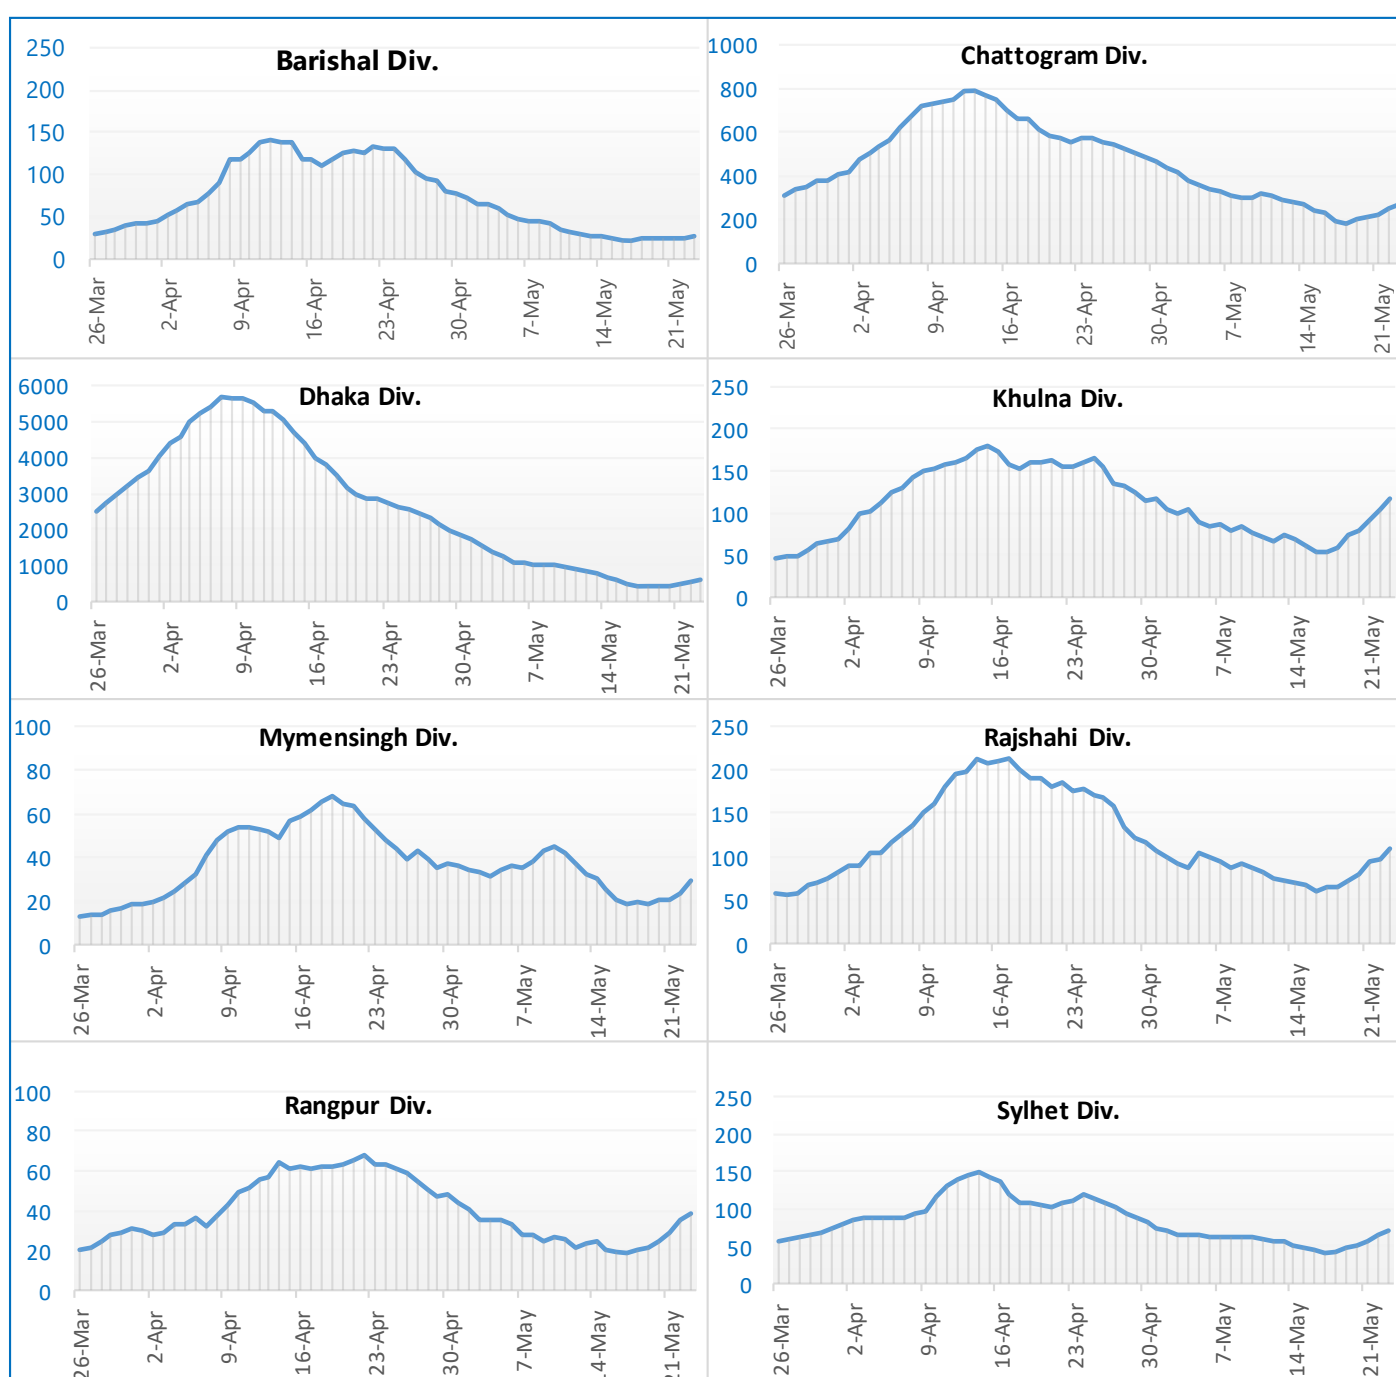 Barishal Div.
250
200
150
100
50
0
26-Mar
2-Apr
9-Apr
16-Apr
23-Apr
30-Apr
7-May
14-May
21-May
Chattogram Div.
1000
800
600
400
200
0
26-Mar
2-Apr
9-Apr
16-Apr
23-Apr
30-Apr
7-May
14-May
21-May
Dhaka Div.
6000
5000
4000
3000
2000
1000
0
26-Mar
2-Apr
9-Apr
16-Apr
23-Apr
30-Apr
7-May
14-May
21-May
Khulna Div.
250
200
150
100
50
0
26-Mar
2-Apr
9-Apr
16-Apr
23-Apr
30-Apr
7-May
14-May
21-May
Mymensingh Div.
100
80
60
40
20
0
26-Mar
2-Apr
9-Apr
16-Apr
23-Apr
30-Apr
7-May
14-May
21-May
Rajshahi Div.
250
200
150
100
50
0
26-Mar
2-Apr
9-Apr
16-Apr
23-Apr
30-Apr
7-May
14-May
21-May
Rangpur Div.
100
80
60
40
20
0
26-Mar
2-Apr
9-Apr
16-Apr
23-Apr
30-Apr
7-May
14-May
21-May
Sylhet Div.
250
200
150
100
50
0
26-Mar
2-Apr
9-Apr
16-Apr
23-Apr
30-Apr
7-May
14-May
21-May